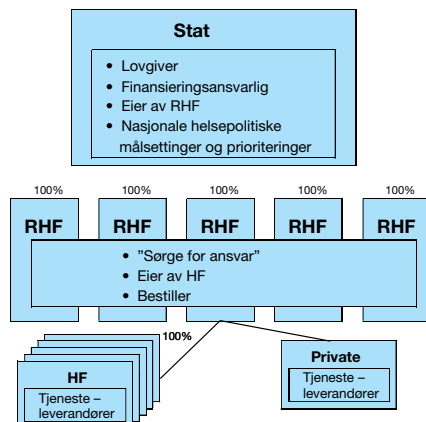 Stat
• Lovgiver
• Finansieringsansvarlig
• Eier av RHF
• Nasjonale helsepolitiske
målsettinger og prioriteringer
100% 100% 100% 100% 100%
RHF RHF RHF RHF RHF
• ”Sørge for ansvar”
• Eier av HF
• Bestiller
100%
HF
Tjeneste –
leverandører
Private
Tjeneste –
leverandører